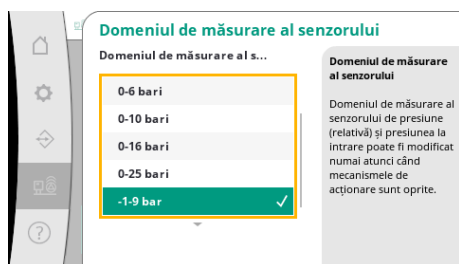 Domeniul de măsurare al senzorului
Domeniul de măsurare al s...
0-6 bari
0-10 bari
0-16 bari
0-25 bari
-1-9 bar
Domeniul de măsurare
al senzorului
Domeniul de măsurare al
senzorului de presiune
(relativă) și presiunea la
intrare poate fi modificat
numai atunci când
mecanismele de
acționare sunt oprite.
?